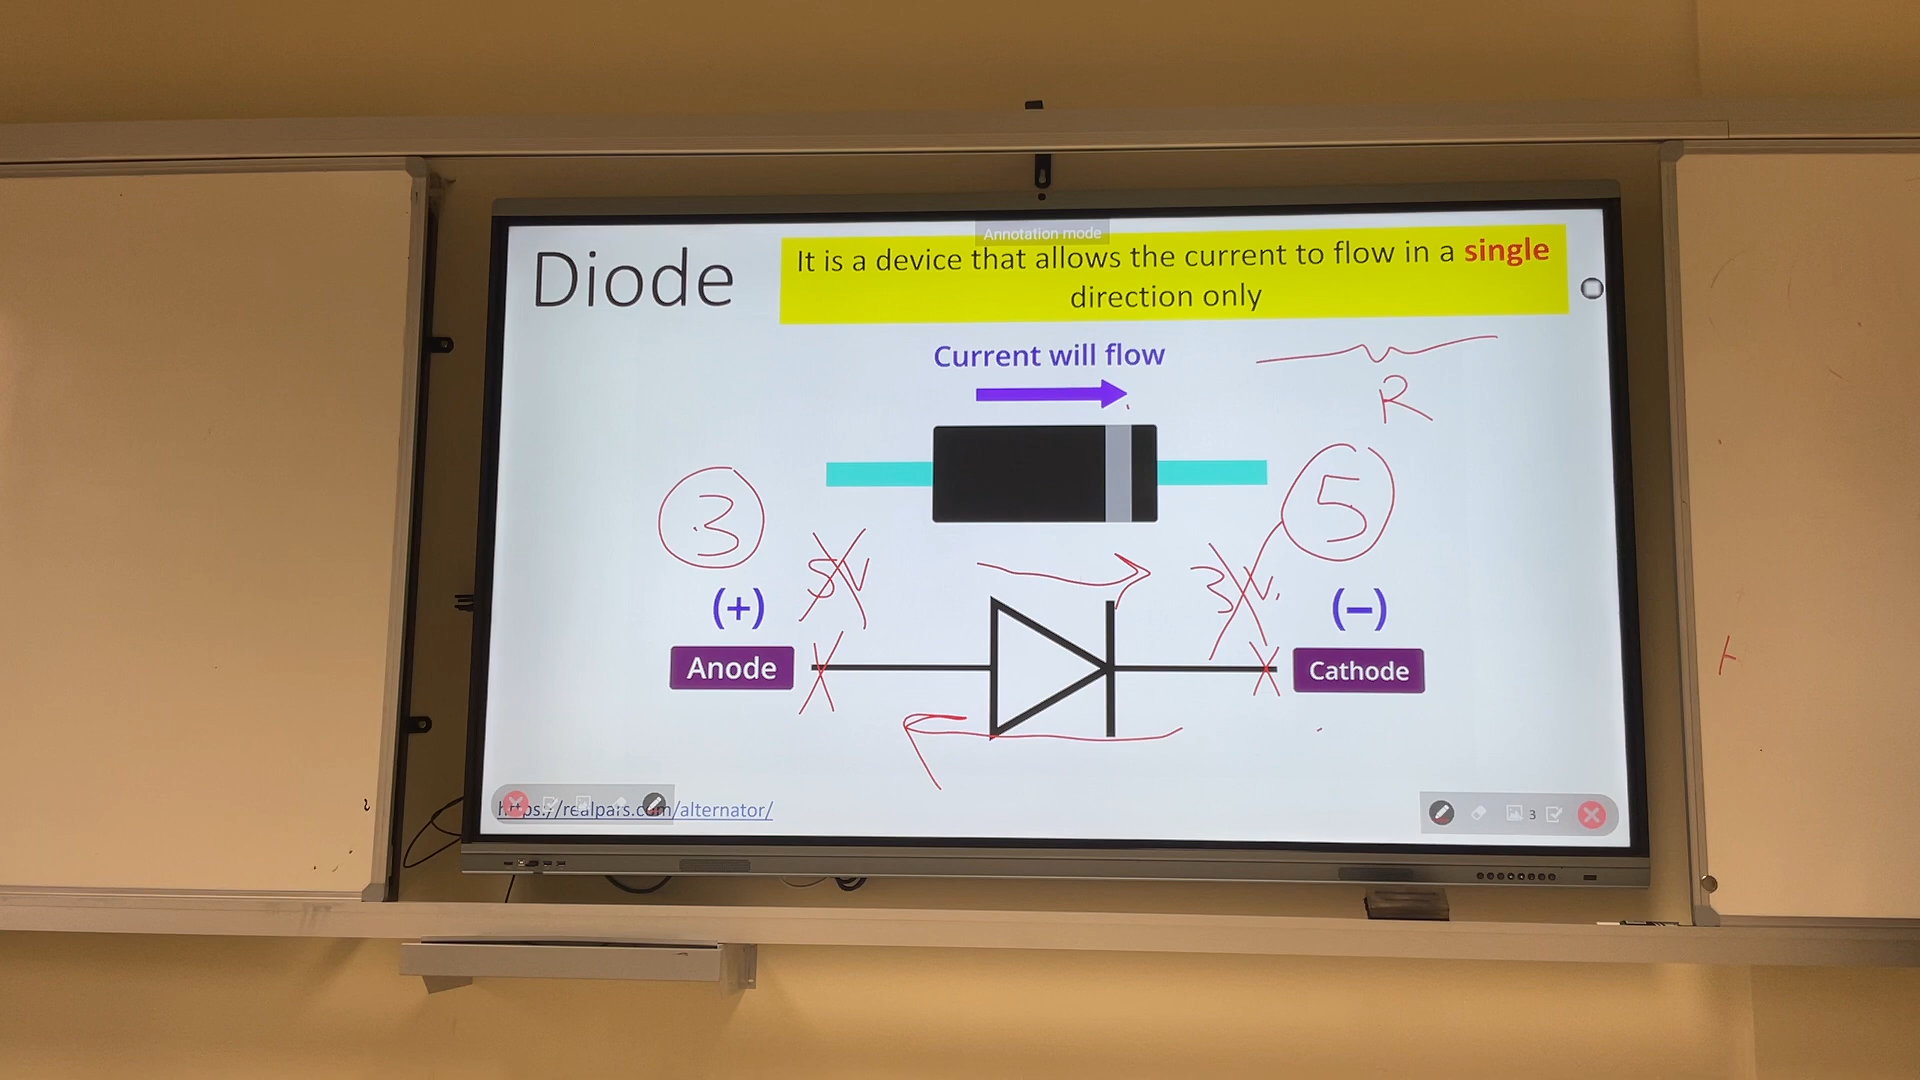 Annotation mode
Diode
It is a device that allows the current to flow in a single
direction only
Current will flow
R
3
5
5V
3V.
(+)
(−)
Anode
Cathode
https://realpars.com/alternator/
3